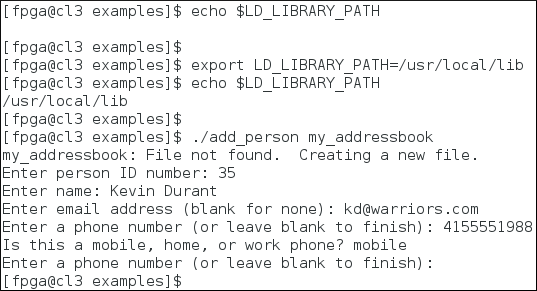 [fpga@cl3 examples]$ echo $LD_LIBRARY_PATH

[fpga@cl3 examples]$
[fpga@cl3 examples]$ export LD_LIBRARY_PATH=/usr/local/lib
[fpga@cl3 examples]$ echo $LD_LIBRARY_PATH
/usr/local/lib
[fpga@cl3 examples]$
[fpga@cl3 examples]$ ./add_person my_addressbook
my_addressbook: File not found.  Creating a new file.
Enter person ID number: 35
Enter name: Kevin Durant
Enter email address (blank for none): kd@warriors.com
Enter a phone number (or leave blank to finish): 4155551988
Is this a mobile, home, or work phone? mobile
Enter a phone number (or leave blank to finish):
[fpga@cl3 examples]$